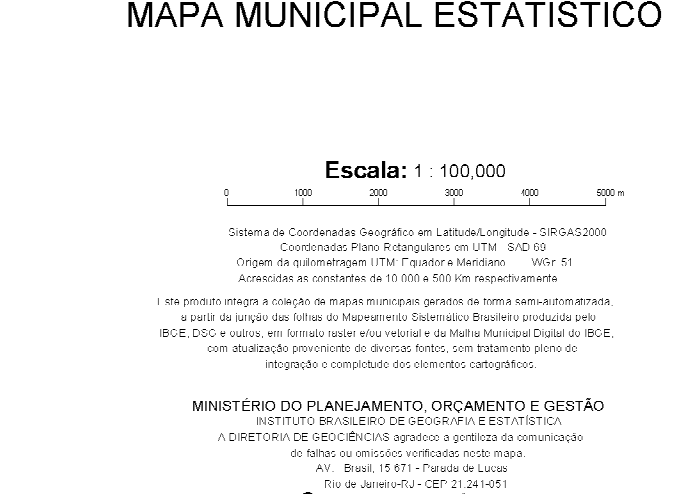 MAPA MUNICIPAL ESTATÍSTICO
Escala: 1 : 100,000
0 1000 2000 3000 4000 5000 m
Sistema de Coordenadas Geográfico em Latitude/Longitude - SIRGAS2000
Coordenadas Plano Retangulares em UTM - SAD 69
Origem da quilometragem UTM: Equador e Meridiano WGr. 51
Acrescidas as constantes de 10.000 e 500 Km respectivamente
Este produto integra a coleção de mapas municipais gerados de forma semi-automatizada,
a partir da junção das folhas do Mapeamento Sistemático Brasileiro produzida pelo
IBGE, DSG e outros, em formato raster e/ou vetorial e da Malha Municipal Digital do IBGE,
com atualização proveniente de diversas fontes, sem tratamento pleno de
integração e completude dos elementos cartográficos.
MINISTÉRIO DO PLANEJAMENTO, ORÇAMENTO E GESTÃO
INSTITUTO BRASILEIRO DE GEOGRAFIA E ESTATÍSTICA
A DIRETORIA DE GEOCIÊNCIAS agradece a gentileza da comunicação
de falhas ou omissões verificadas neste mapa.
AV. Brasil, 15 671 - Parada de Lucas
Rio de Janeiro-RJ - CEP 21.241-051